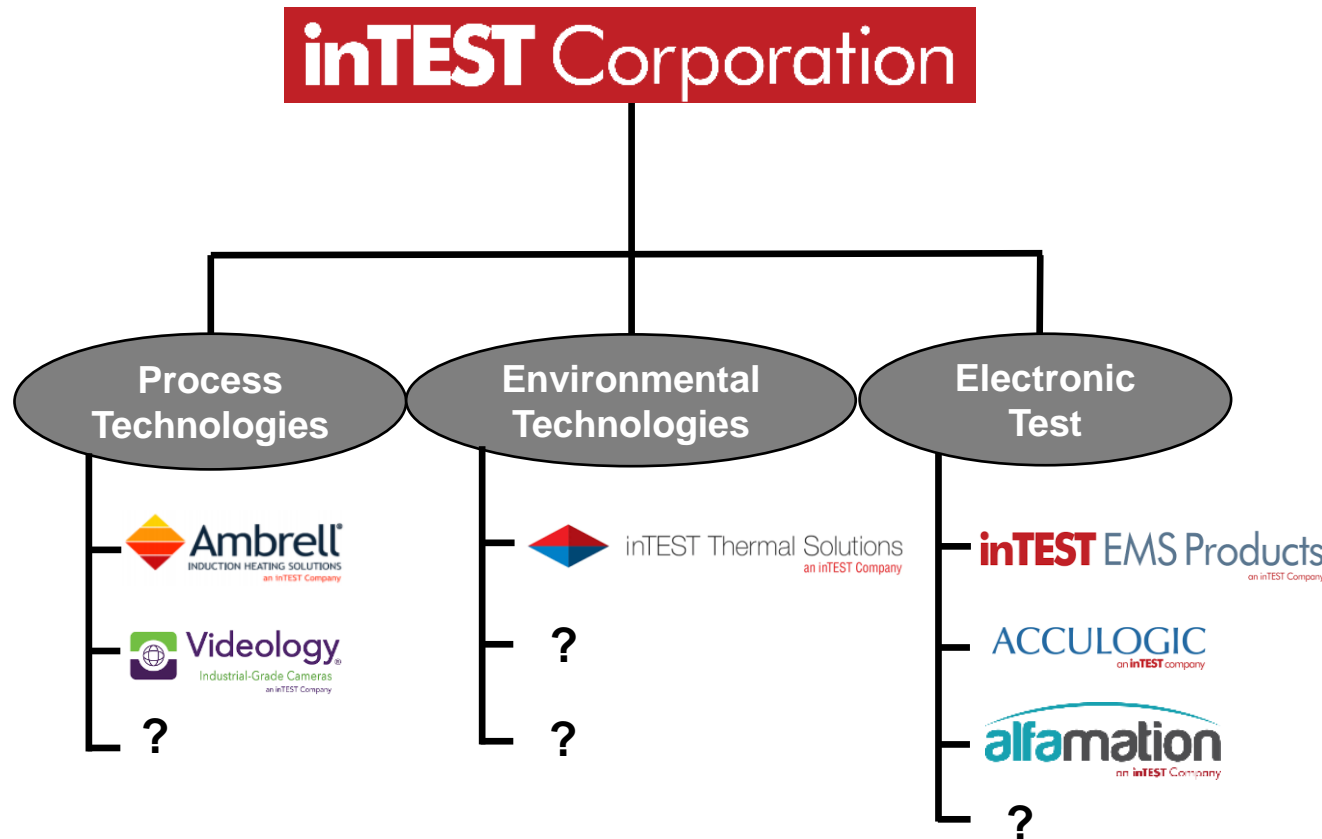 inTEST Corporation
Process
Technologies
Environmental
Technologies
Electronic
Test
Ambrell®
INDUCTION HEATING SOLUTIONS
an inTEST Company
Videology®
Industrial-Grade Cameras
an inTEST Company
?
inTEST Thermal Solutions
an inTEST Company
?
?
inTEST EMS Products
an inTEST Company
ACCULOGIC
an inTEST company
alfamation
an inTEST Company
?